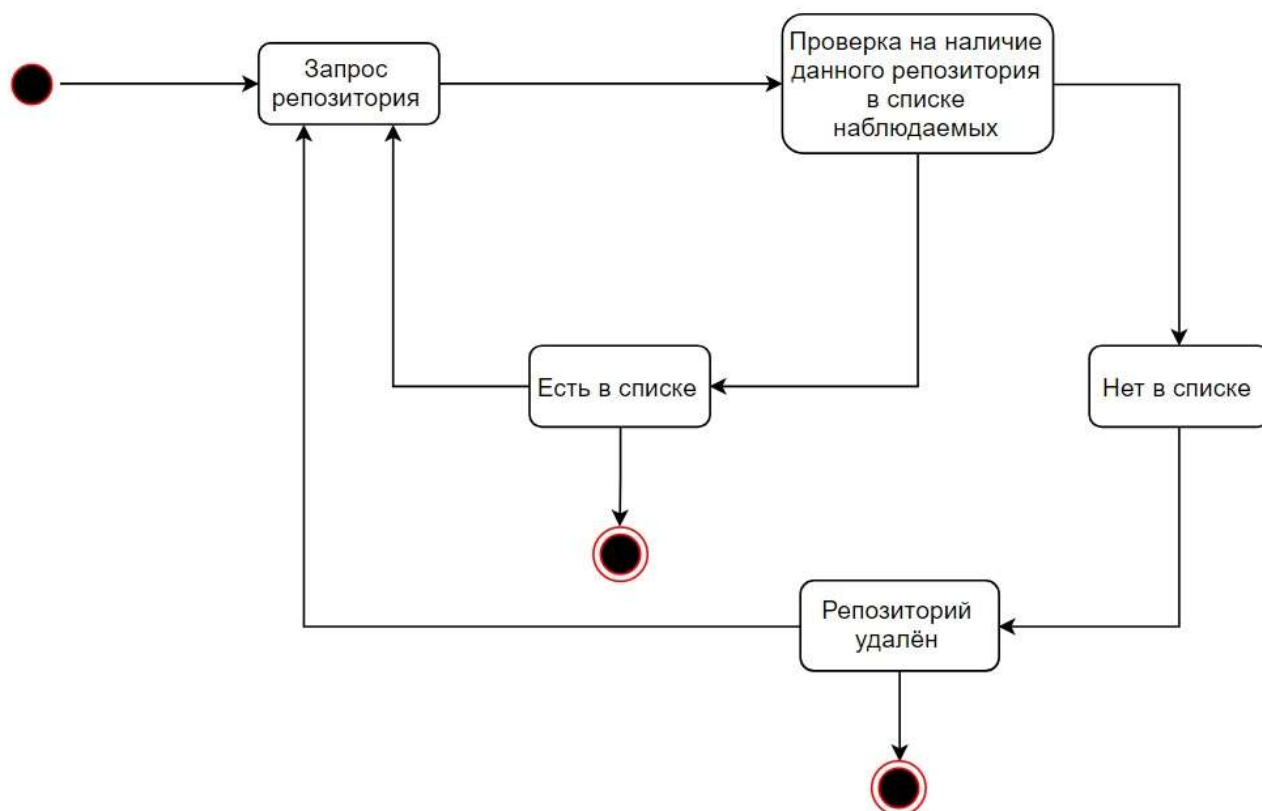 Запрос
репозитория
Проверка на наличие
данного репозитория
в списке
наблюдаемых
Есть в списке
Нет в списке
Репозиторий
удалён